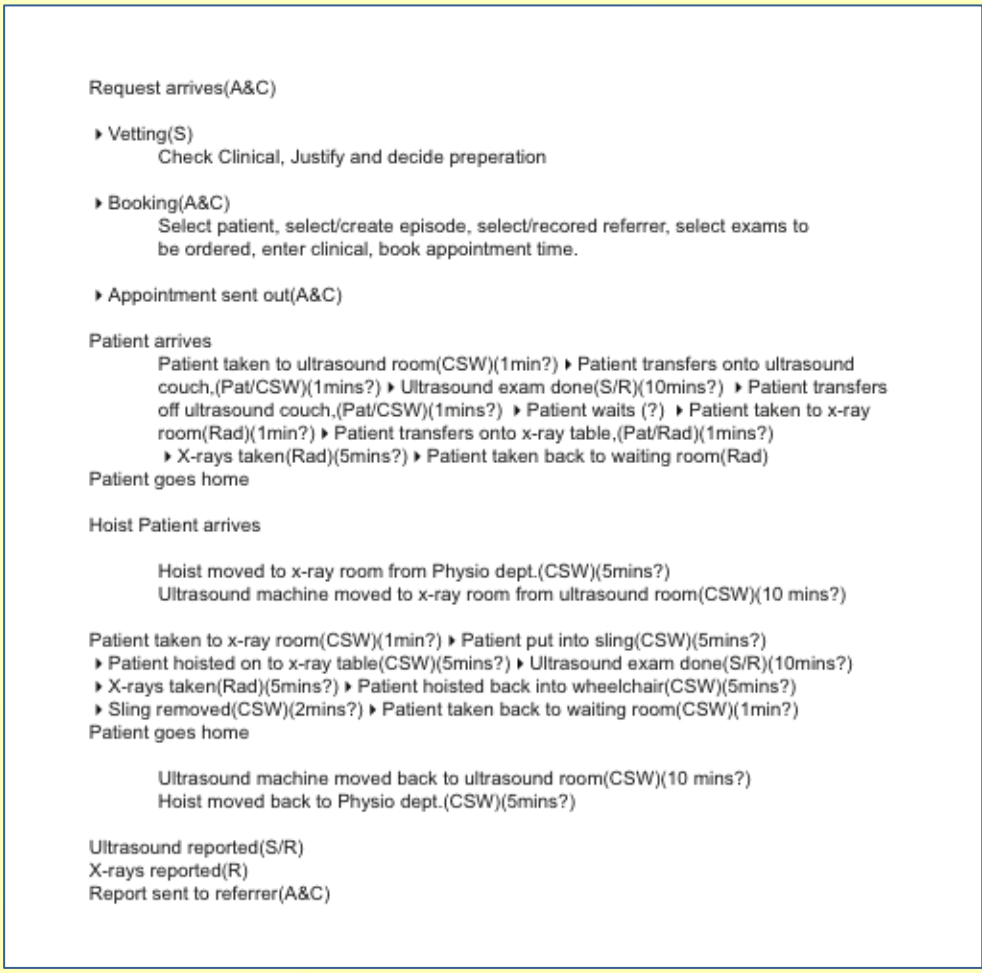 Request arrives(A&C)
▸ Vetting(S)
Check Clinical, Justify and decide preperation
▸ Booking(A&C)
Select patient, select/create episode, select/recored referrer, select exams to
be ordered, enter clinical, book appointment time.
▸ Appointment sent out(A&C)
Patient arrives
Patient taken to ultrasound room(CSW)(1min?) ▸ Patient transfers onto ultrasound
couch,(Pat/CSW)(1mins?) ▸ Ultrasound exam done(S/R)(10mins?) ▸ Patient transfers
off ultrasound couch,(Pat/CSW)(1mins?) ▸ Patient waits (?) ▸ Patient taken to x-ray
room(Rad)(1min?) ▸ Patient transfers onto x-ray table,(Pat/Rad)(1mins?)
▸ X-rays taken(Rad)(5mins?) ▸ Patient taken back to waiting room(Rad)
Patient goes home
Hoist Patient arrives
Hoist moved to x-ray room from Physio dept.(CSW)(5mins?)
Ultrasound machine moved to x-ray room from ultrasound room(CSW)(10 mins?)
Patient taken to x-ray room(CSW)(1min?) ▸ Patient put into sling(CSW)(5mins?)
▸ Patient hoisted on to x-ray table(CSW)(5mins?) ▸ Ultrasound exam done(S/R)(10mins?)
▸ X-rays taken(Rad)(5mins?) ▸ Patient hoisted back into wheelchair(CSW)(5mins?)
▸ Sling removed(CSW)(2mins?) ▸ Patient taken back to waiting room(CSW)(1min?)
Patient goes home
Ultrasound machine moved back to ultrasound room(CSW)(10 mins?)
Hoist moved back to Physio dept.(CSW)(5mins?)
Ultrasound reported(S/R)
X-rays reported(R)
Report sent to referrer(A&C)